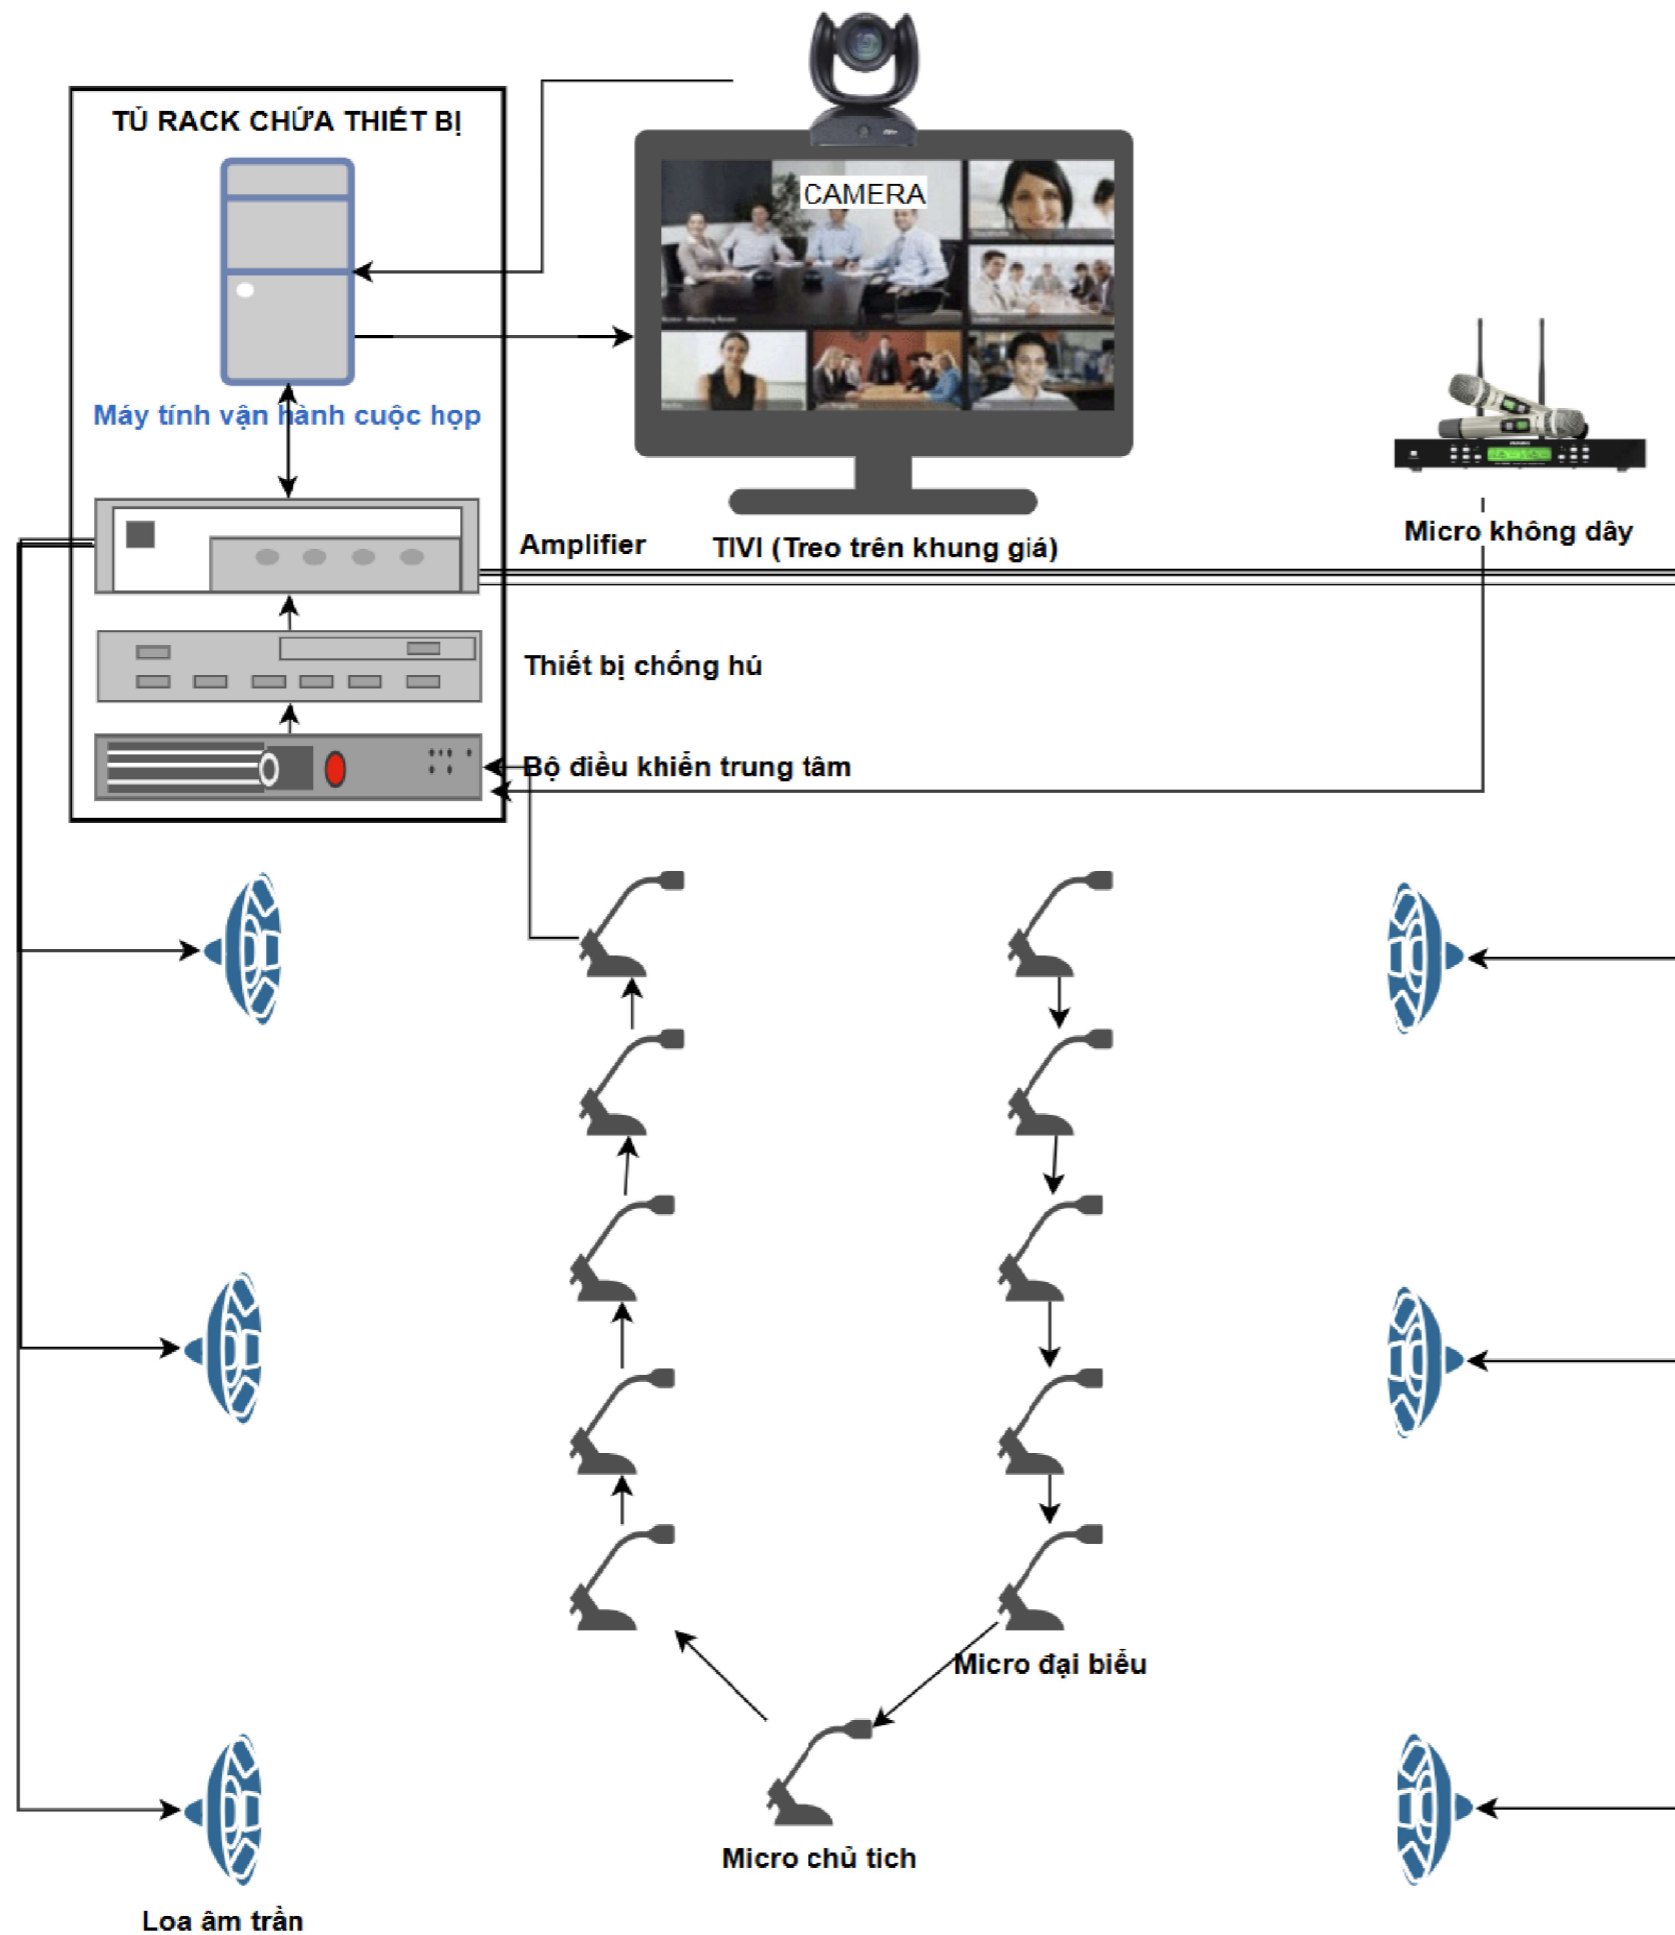 TỦ RACK CHỨA THIẾT BỊ
CAMERA
Máy tính vận hành cuộc họp
Amplifier
TIVI (Treo trên khung giá)
Micro không dây
Thiết bị chống hú
Bộ điều khiển trung tâm
Micro đại biểu
Micro chủ tich
Loa âm trần